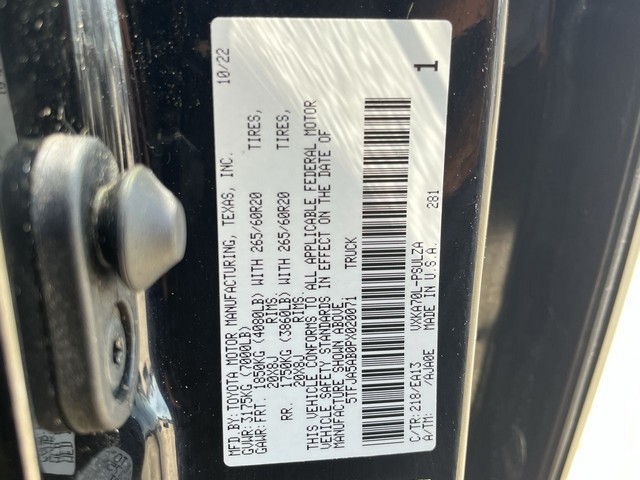 MFD.BY:TOYOTA MOTOR MANUFACTURING, TEXAS, INC. 10/22
GVWR:3175KG (7000LB)
GAWR:FRT. 1850KG (4080LB) WITH 265/60R20 TIRES,
20X8J RIMS.
RR. 1750KG (3860LB) WITH 265/60R20 TIRES,
20X8J RIMS.
THIS VEHICLE CONFORMS TO ALL APPLICABLE FEDERAL MOTOR
VEHICLE SAFETY STANDARDS IN EFFECT ON THE DATE OF
MANUFACTURE SHOWN ABOVE.
5TFJA5AB0PX020071 TRUCK
1
C/TR:218/EA13 VXKA70L-PSULZA
A/TM: /AJA0E MADE IN U.S.A. 281